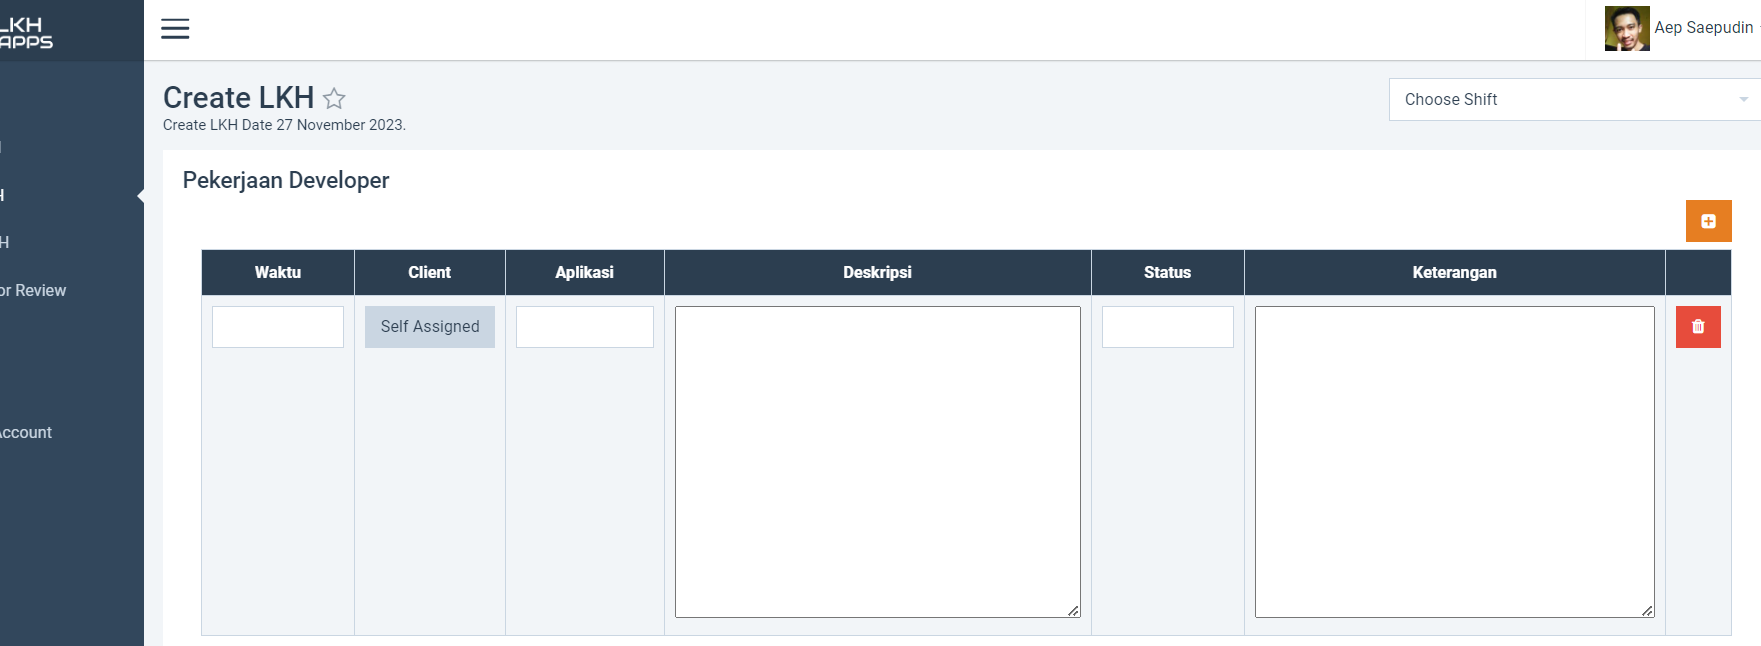 LKH
APPS
Aep Saepudin
Create LKH
Create LKH Date 27 November 2023.
Choose Shift
H
H
or Review
Account
Pekerjaan Developer
Waktu Client Aplikasi Deskripsi Status Keterangan
Self Assigned